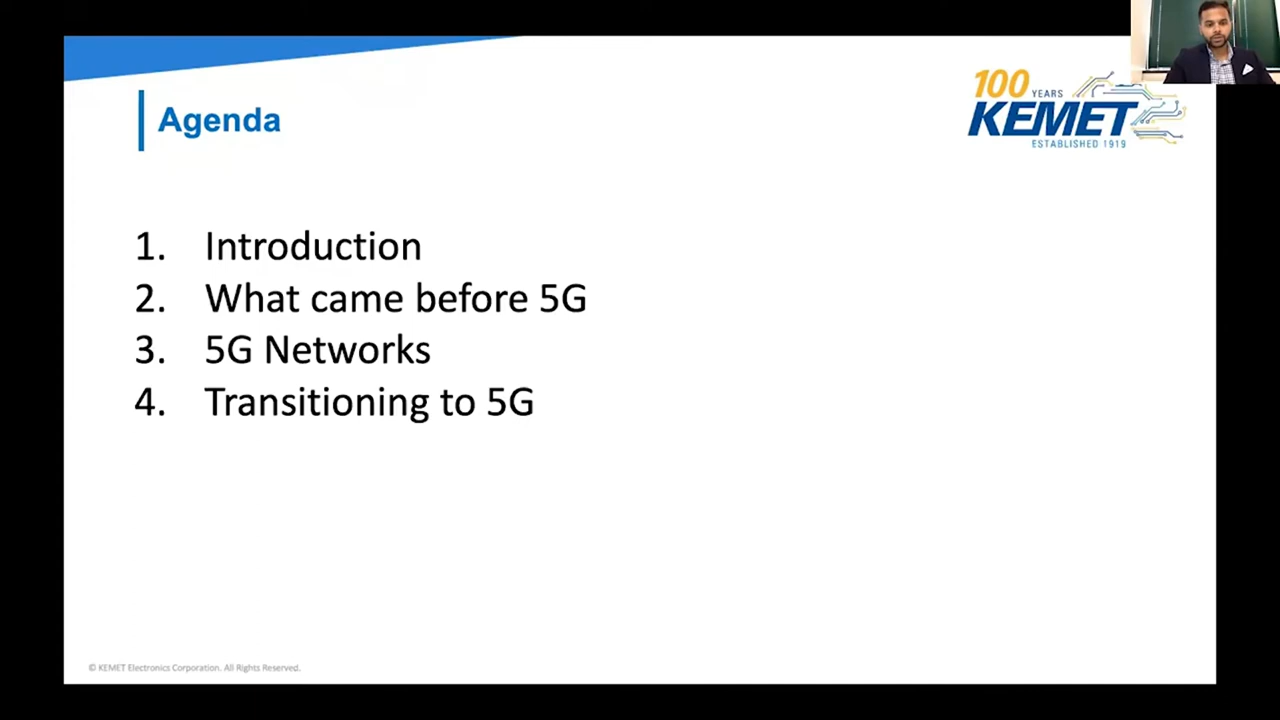 Agenda
100 YEARS
KEMET
ESTABLISHED 1919
1. Introduction
2. What came before 5G
3. 5G Networks
4. Transitioning to 5G
© KEMET Electronics Corporation. All Rights Reserved.